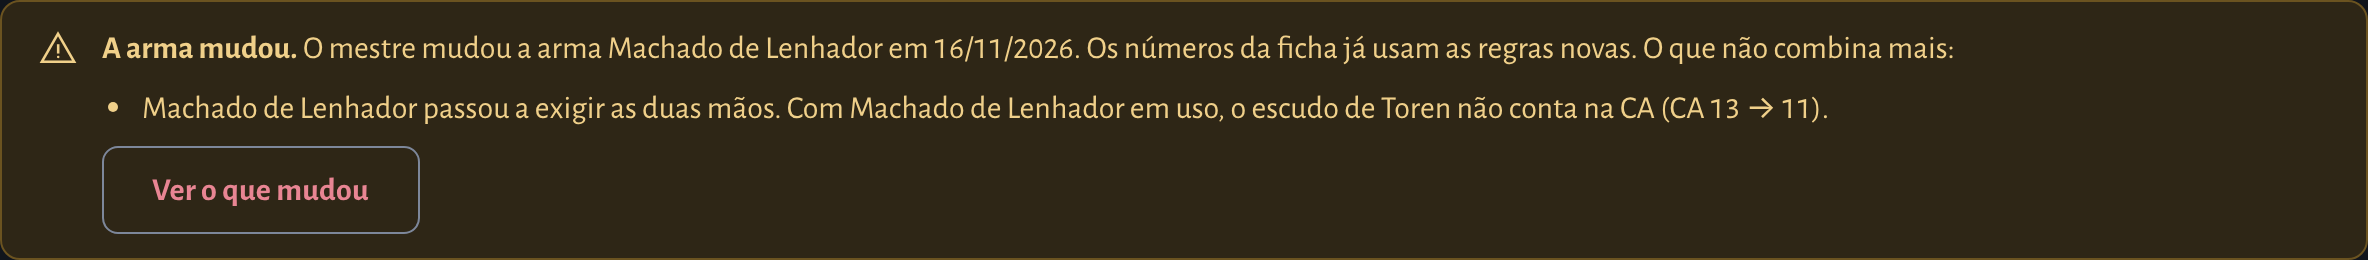 A arma mudou. O mestre mudou a arma Machado de Lenhador em 16/11/2026. Os números da ficha já usam as regras novas. O que não combina mais:
• Machado de Lenhador passou a exigir as duas mãos. Com Machado de Lenhador em uso, o escudo de Toren não conta na CA (CA 13 → 11).
Ver o que mudou